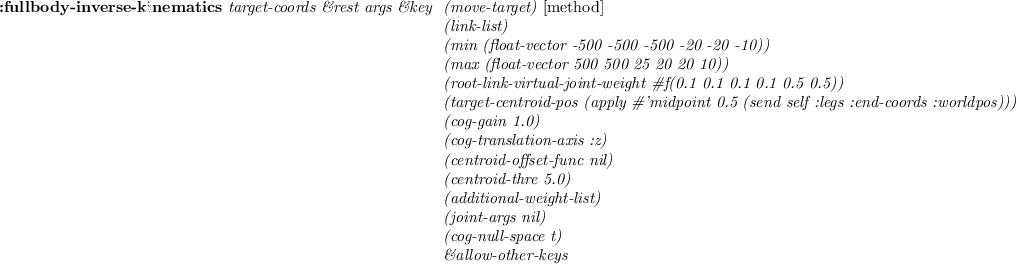 :fullbody-inverse-kinematics target-coords &rest args &key (move-target) [method]
(link-list)
(min (float-vector -500 -500 -500 -20 -20 -10))
(max (float-vector 500 500 25 20 20 10))
(root-link-virtual-joint-weight #f(0.1 0.1 0.1 0.1 0.5 0.5))
(target-centroid-pos (apply #'midpoint 0.5 (send self :legs :end-coords :worldpos)))
(cog-gain 1.0)
(cog-translation-axis :z)
(centroid-offset-func nil)
(centroid-thre 5.0)
(additional-weight-list)
(joint-args nil)
(cog-null-space t)
&allow-other-keys